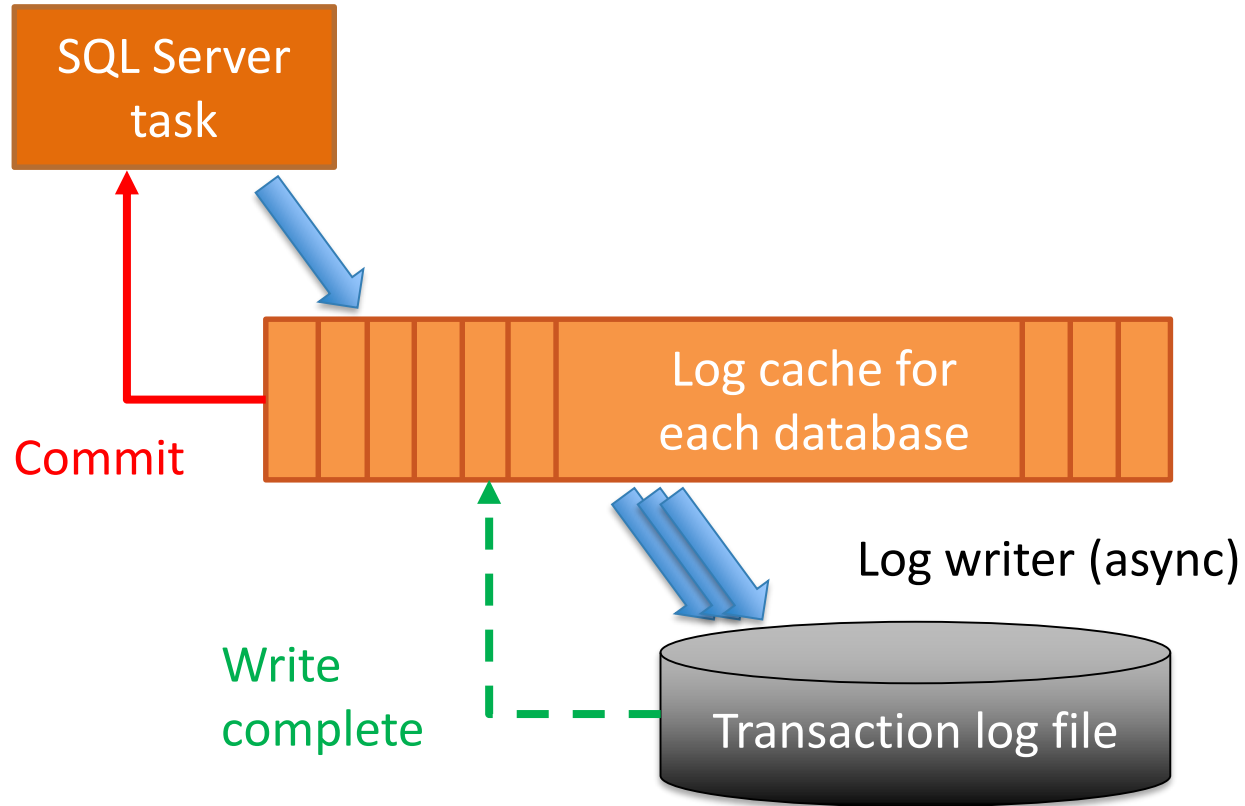 SQL Server
task
Log cache for
each database
Commit
Log writer (async)
Write
complete
Transaction log file